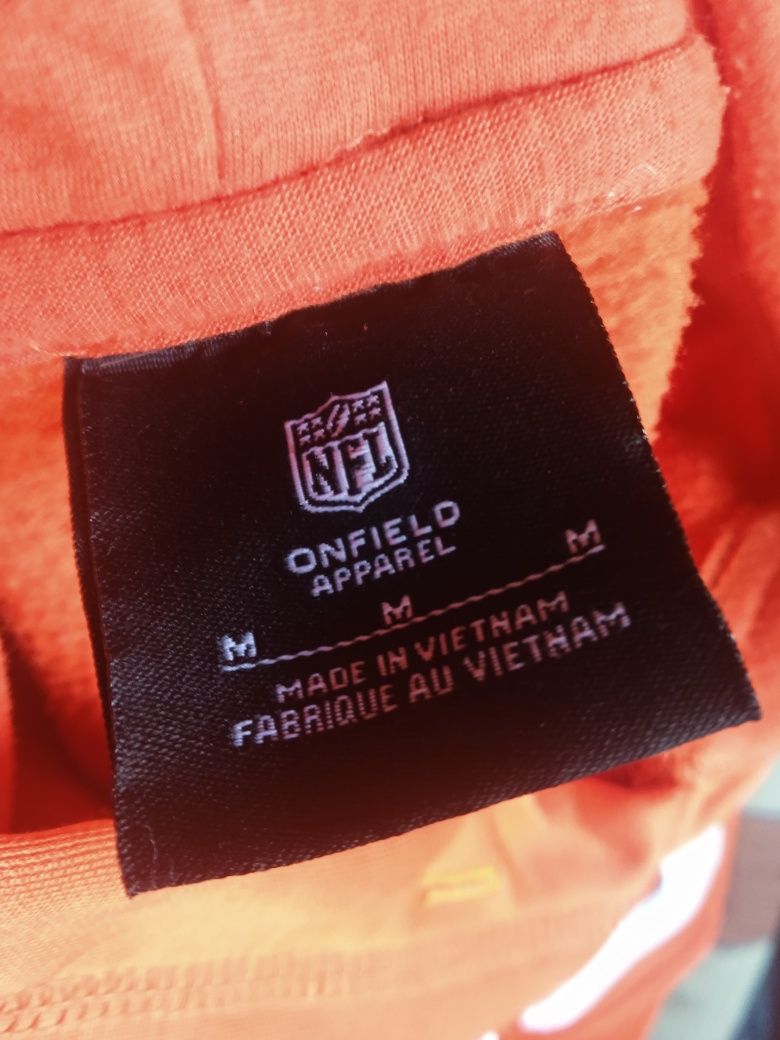 NFL
ONFIELD
APPAREL
M M M
MADE IN VIETNAM
FABRIQUE AU VIETNAM